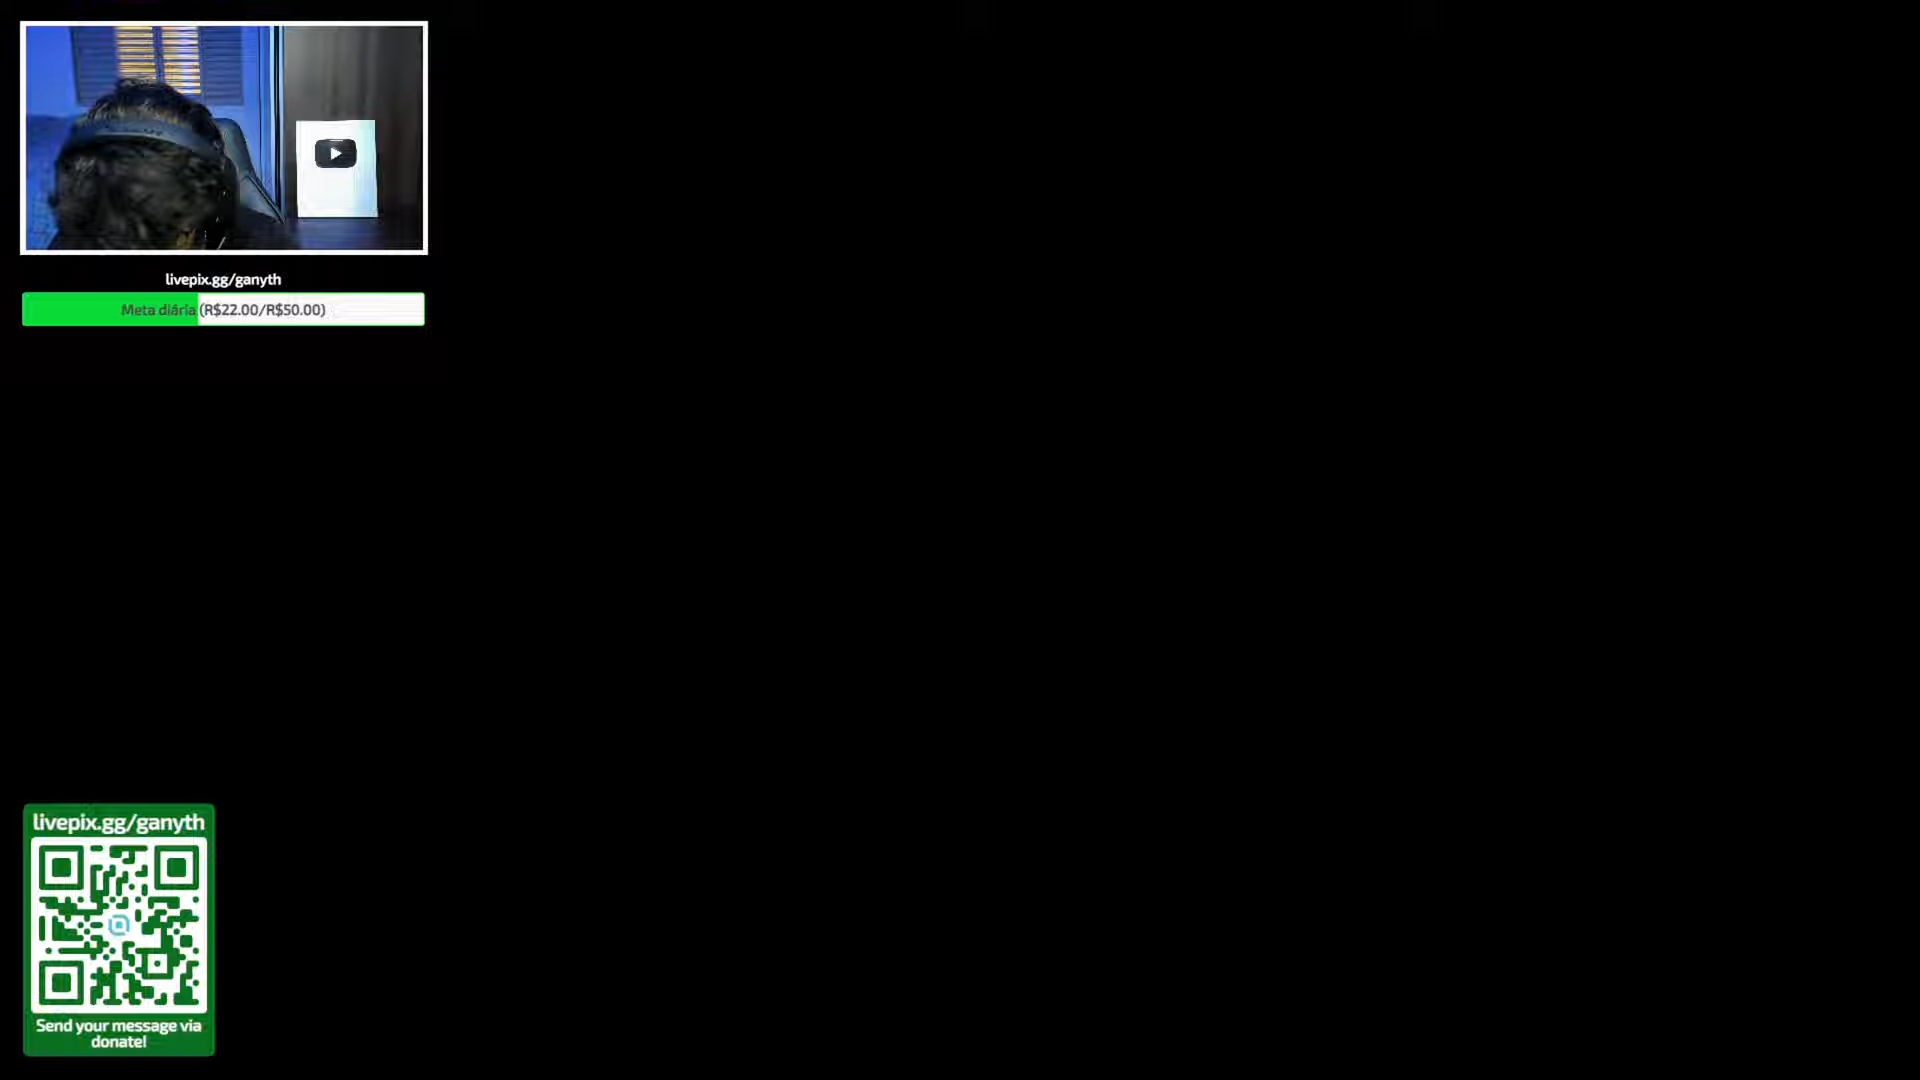 livepix.gg/ganyth
Meta diária (R$22.00/R$50.00)
livepix.gg/ganyth
Send your message via
donate!